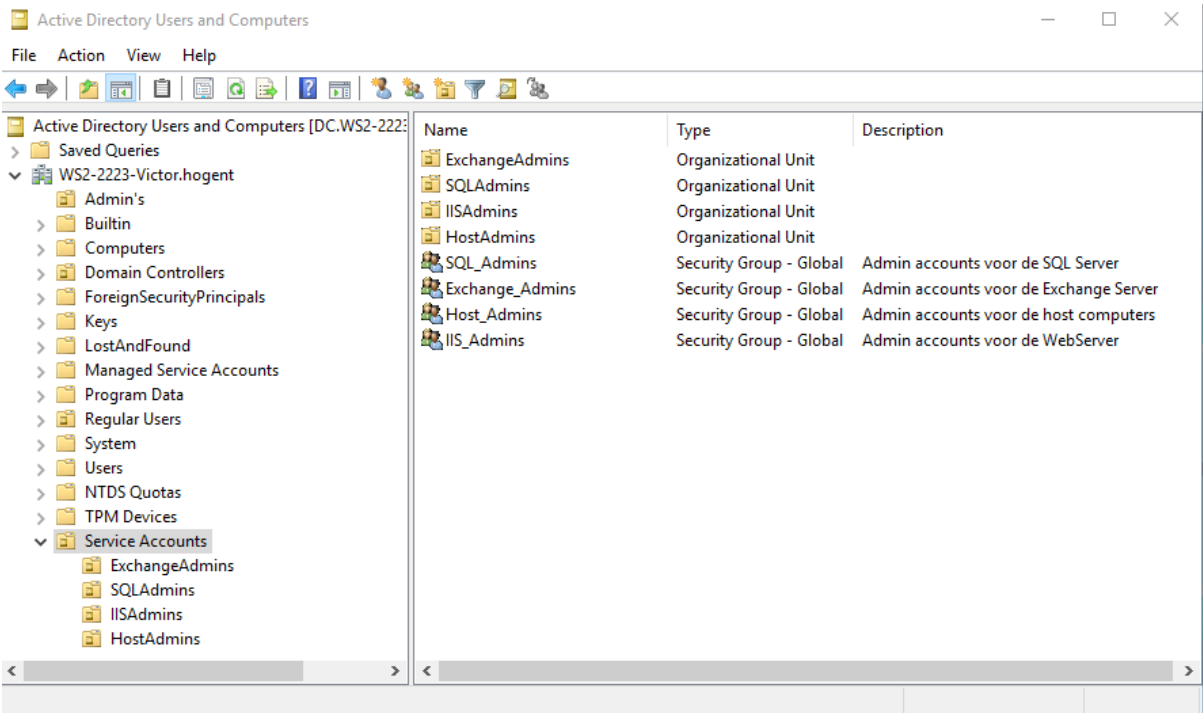 Active Directory Users and Computers
File Action View Help
Active Directory Users and Computers [DC.WS2-2223
Saved Queries
WS2-2223-Victor.hogent
Admin's
Builtin
Computers
Domain Controllers
ForeignSecurityPrincipals
Keys
LostAndFound
Managed Service Accounts
Program Data
Regular Users
System
Users
NTDS Quotas
TPM Devices
Service Accounts
ExchangeAdmins
SQLAdmins
IISAdmins
HostAdmins
Name Type Description
ExchangeAdmins Organizational Unit
SQLAdmins Organizational Unit
IISAdmins Organizational Unit
HostAdmins Organizational Unit
SQL_Admins Security Group - Global Admin accounts voor de SQL Server
Exchange_Admins Security Group - Global Admin accounts voor de Exchange Server
Host_Admins Security Group - Global Admin accounts voor de host computers
IIS_Admins Security Group - Global Admin accounts voor de WebServer